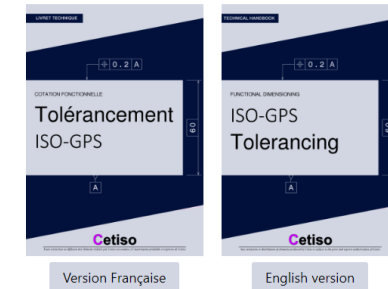 LIVRET TECHNIQUE
0.2 A
COTATION FONCTIONNELLE
Tolérancement
ISO-GPS
60
A
Cetiso
Version Française
TECHNICAL HANDBOOK
0.2 A
FUNCTIONAL DIMENSIONING
ISO-GPS
Tolerancing
60
A
Cetiso
English version